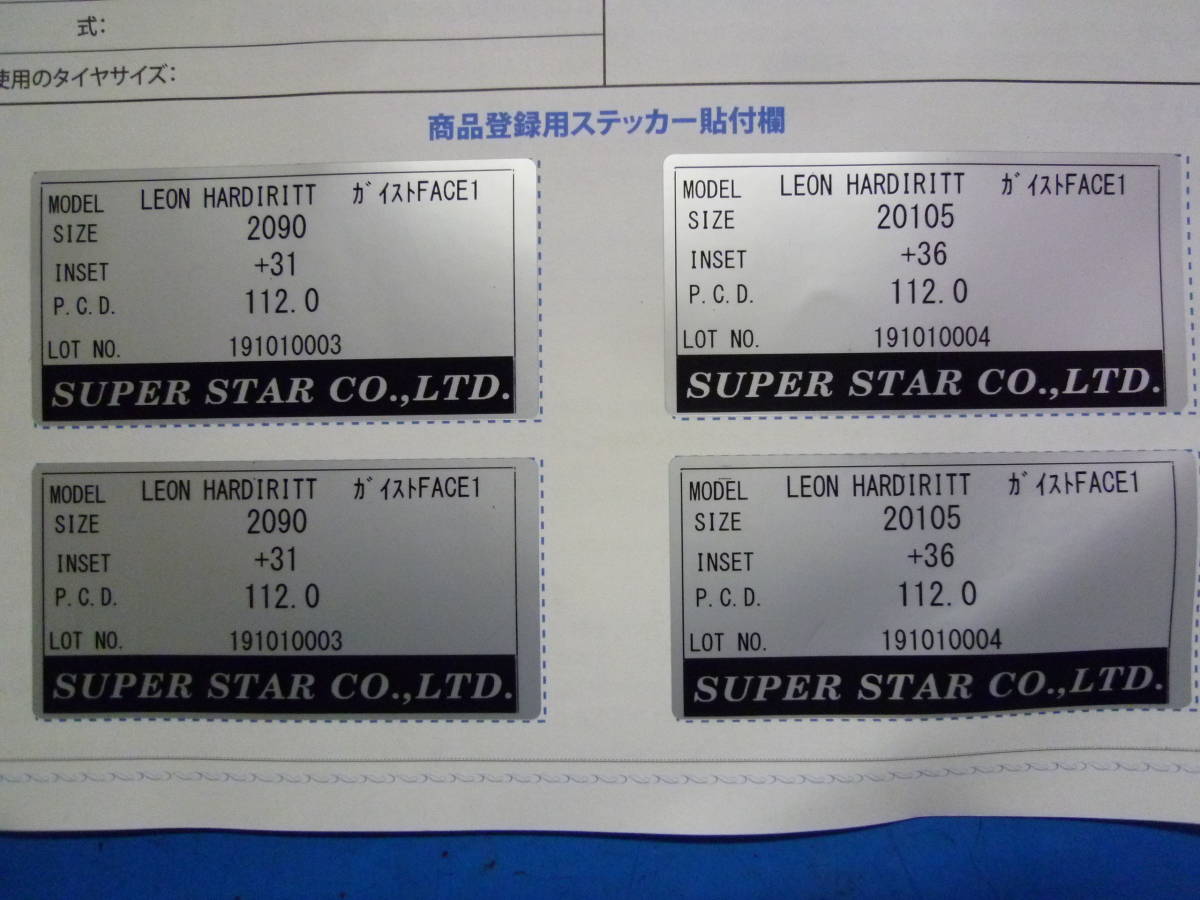 式:
使用のタイヤサイズ:
商品登録用ステッカー貼付欄
MODEL LEON HARDIRITT ｶﾞｲｽﾄFACE1
SIZE 2090
INSET +31
P.C.D. 112.0
LOT NO. 191010003
SUPER STAR CO.,LTD.
MODEL LEON HARDIRITT ｶﾞｲｽﾄFACE1
SIZE 20105
INSET +36
P.C.D. 112.0
LOT NO. 191010004
SUPER STAR CO.,LTD.
MODEL LEON HARDIRITT ｶﾞｲｽﾄFACE1
SIZE 2090
INSET +31
P.C.D. 112.0
LOT NO. 191010003
SUPER STAR CO.,LTD.
MODEL LEON HARDIRITT ｶﾞｲｽﾄFACE1
SIZE 20105
INSET +36
P.C.D. 112.0
LOT NO. 191010004
SUPER STAR CO.,LTD.